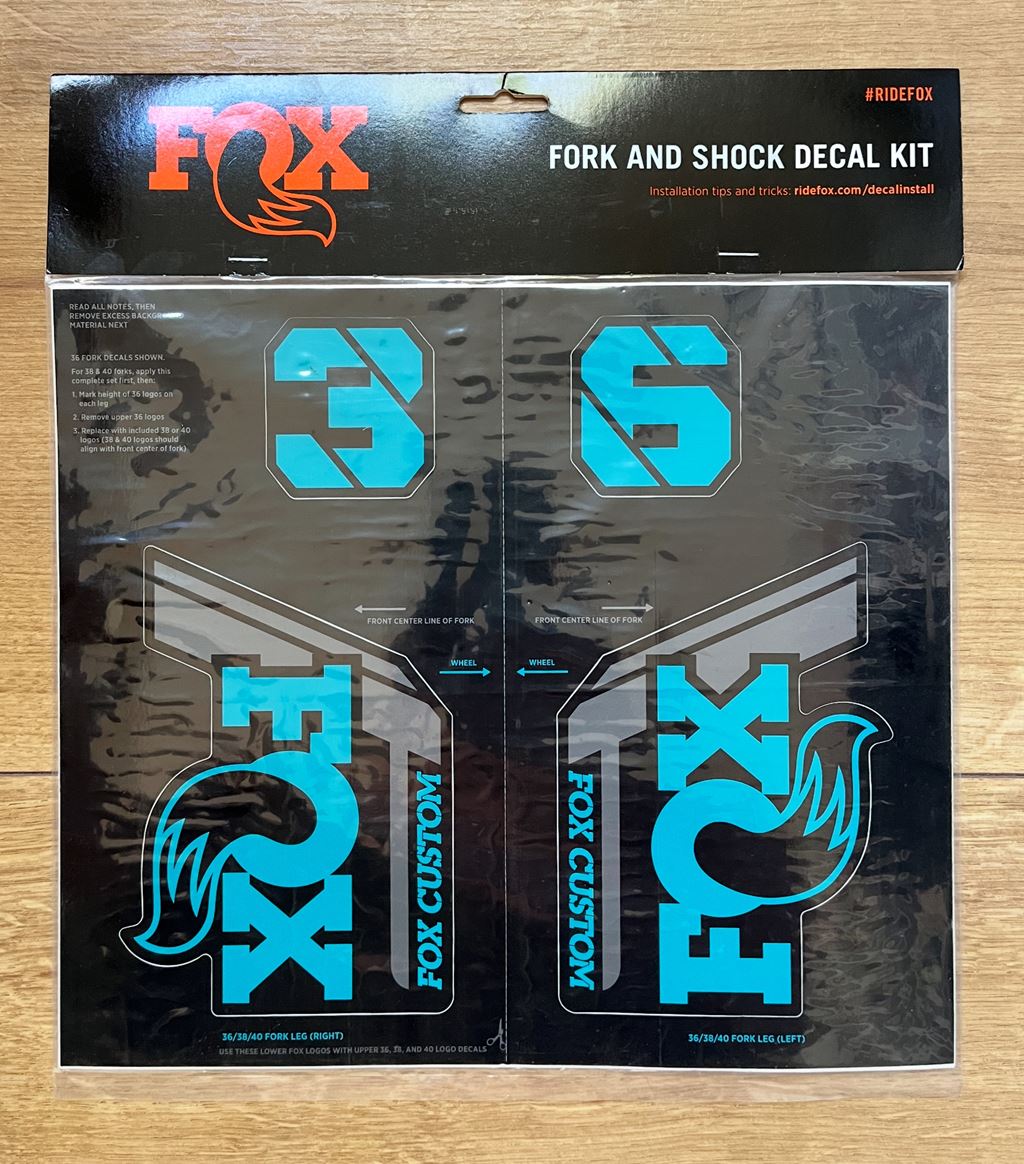 FOX
#RIDEFOX
FORK AND SHOCK DECAL KIT
Installation tips and tricks: ridefox.com/decalinstall
READ ALL NOTES, THEN
REMOVE EXCESS BACKGROUND
MATERIAL NEXT
36 FORK DECALS SHOWN.
For 38 & 40 forks, apply this
complete set first, then:
1. Mark height of 36 logos on
each leg
2. Remove upper 36 logos
3. Replace with included 38 or 40
logos (38 & 40 logos should
align with front center of fork)
3
6
FRONT CENTER LINE OF FORK
FRONT CENTER LINE OF FORK
WHEEL
WHEEL
FOX
FOX CUSTOM
FOX CUSTOM
FOX
36/38/40 FORK LEG (RIGHT)
36/38/40 FORK LEG (LEFT)
USE THESE LOWER FOX LOGOS WITH UPPER 36, 38, AND 40 LOGO DECALS